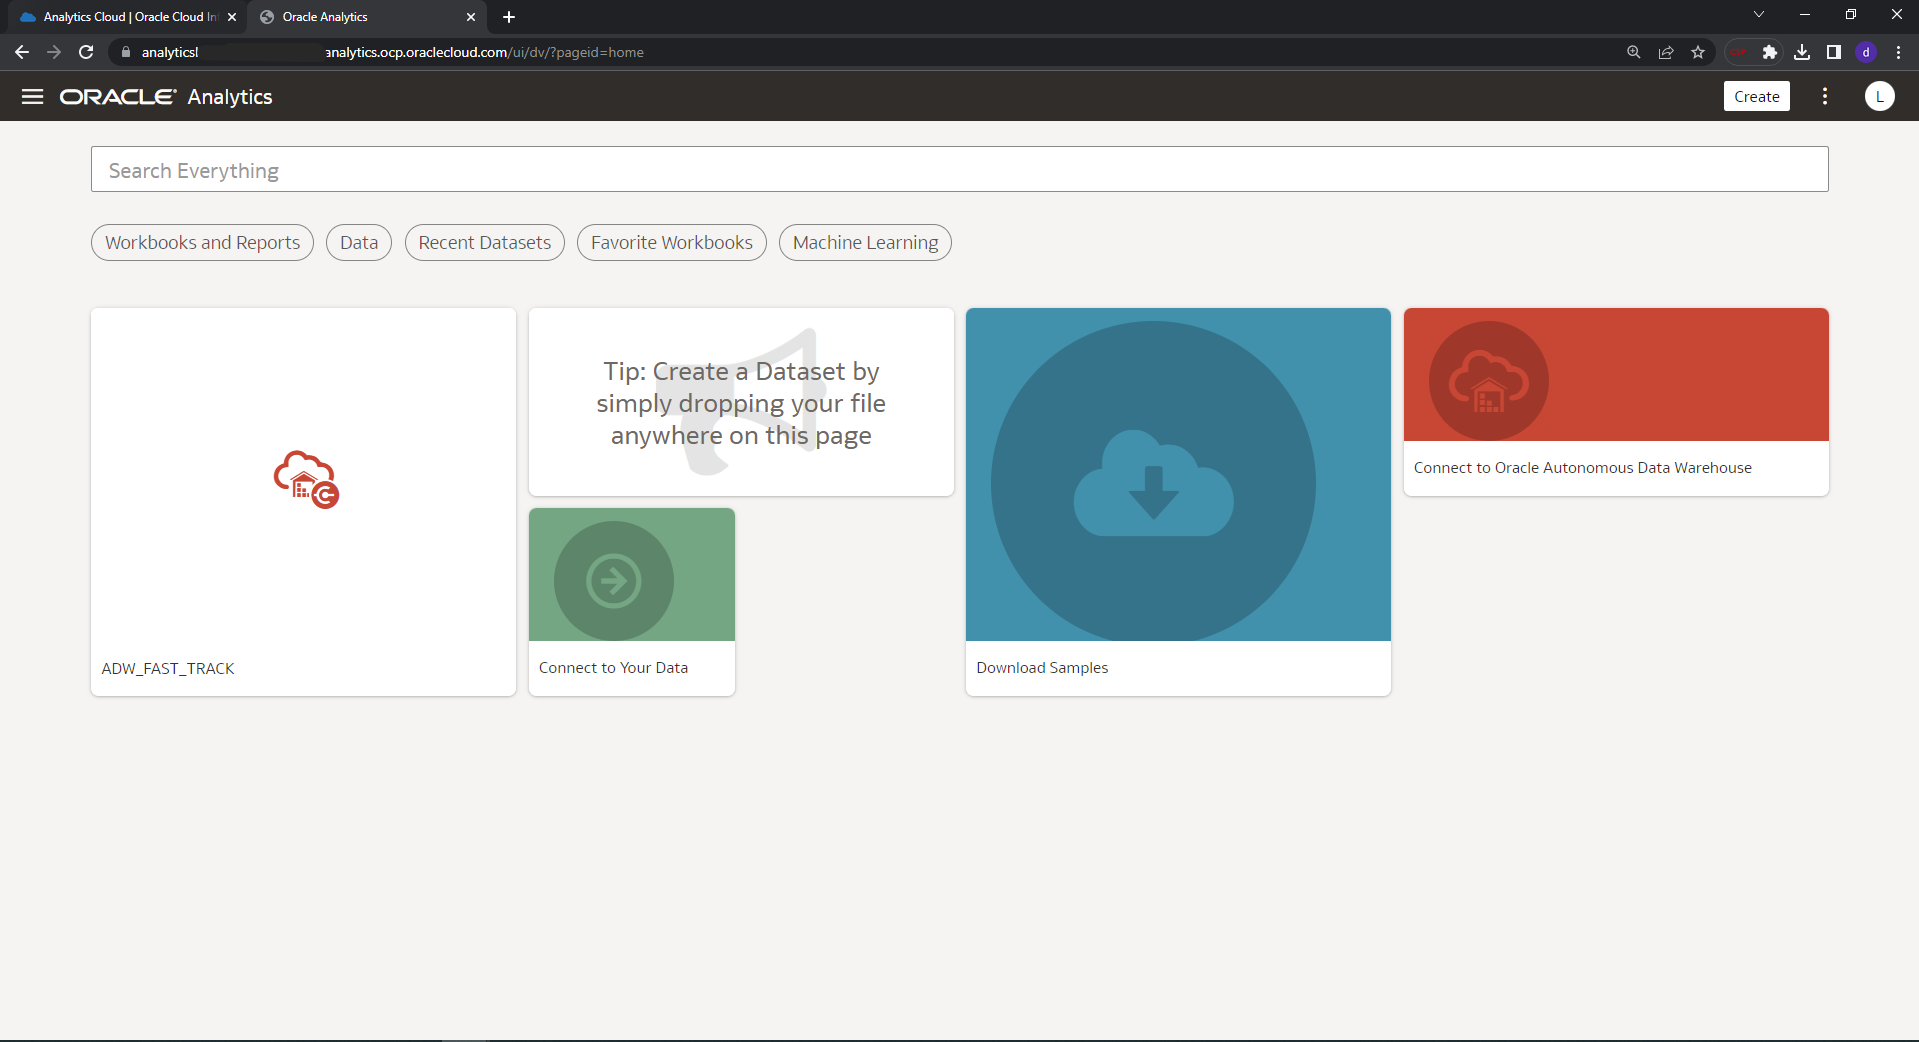 Analytics Cloud | Oracle Cloud In
Oracle Analytics
analytics
analytics.ocp.oraclecloud.com/ui/dv/?pageid=home
d
ORACLE Analytics
Create
L
Search Everything
Workbooks and Reports
Data
Recent Datasets
Favorite Workbooks
Machine Learning
ADW_FAST_TRACK
Tip: Create a Dataset by
simply dropping your file
anywhere on this page
Connect to Your Data
Download Samples
Connect to Oracle Autonomous Data Warehouse